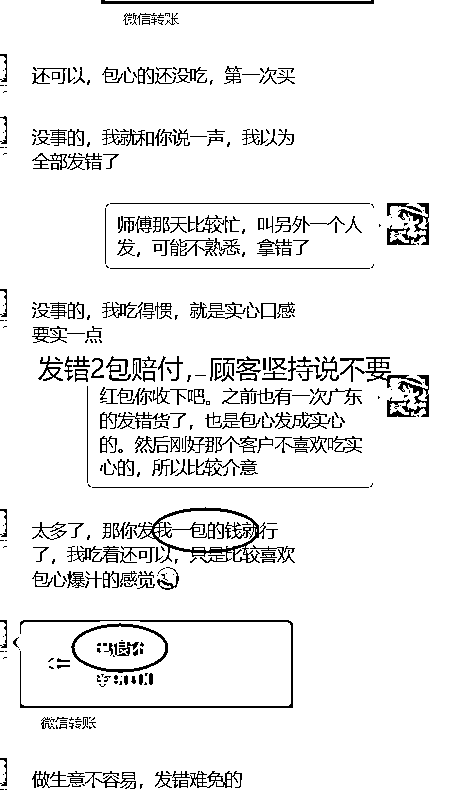 微信转账
还可以，包心的还没吃，第一次买
没事的，我就和你说一声，我以为
全部发错了
师傅那天比较忙，叫另外一个人
发，可能不熟悉，拿错了
没事的，我吃得惯，就是实心口感
要实一点
发错2包赔付，顾客坚持说不要
红包你收下吧。之前也有一次广东
的发错货了，也是包心发成实心
的。然后刚好那个客户不喜欢吃实
心的，所以比较介意
太多了，那你发我一包的钱就行
了，我吃着还可以，只是比较喜欢
包心爆汁的感觉
微信转账
做生意不容易，发错难免的